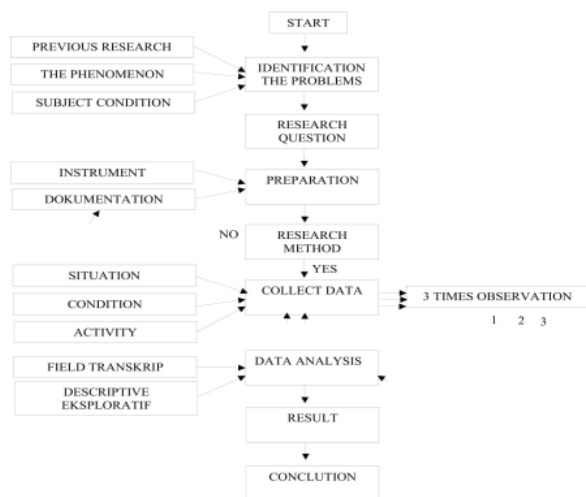 START
PREVIOUS RESEARCH
THE PHENOMENON
SUBJECT CONDITION
IDENTIFICATION
THE PROBLEMS
RESEARCH
QUESTION
INSTRUMENT
DOKUMENTATION
PREPARATION
NO
RESEARCH
METHOD
YES
SITUATION
CONDITION
ACTIVITY
COLLECT DATA
3 TIMES OBSERVATION
1 2 3
FIELD TRANSKRIP
DESCRIPTIVE
EKSPLORATIF
DATA ANALYSIS
RESULT
CONCLUTION